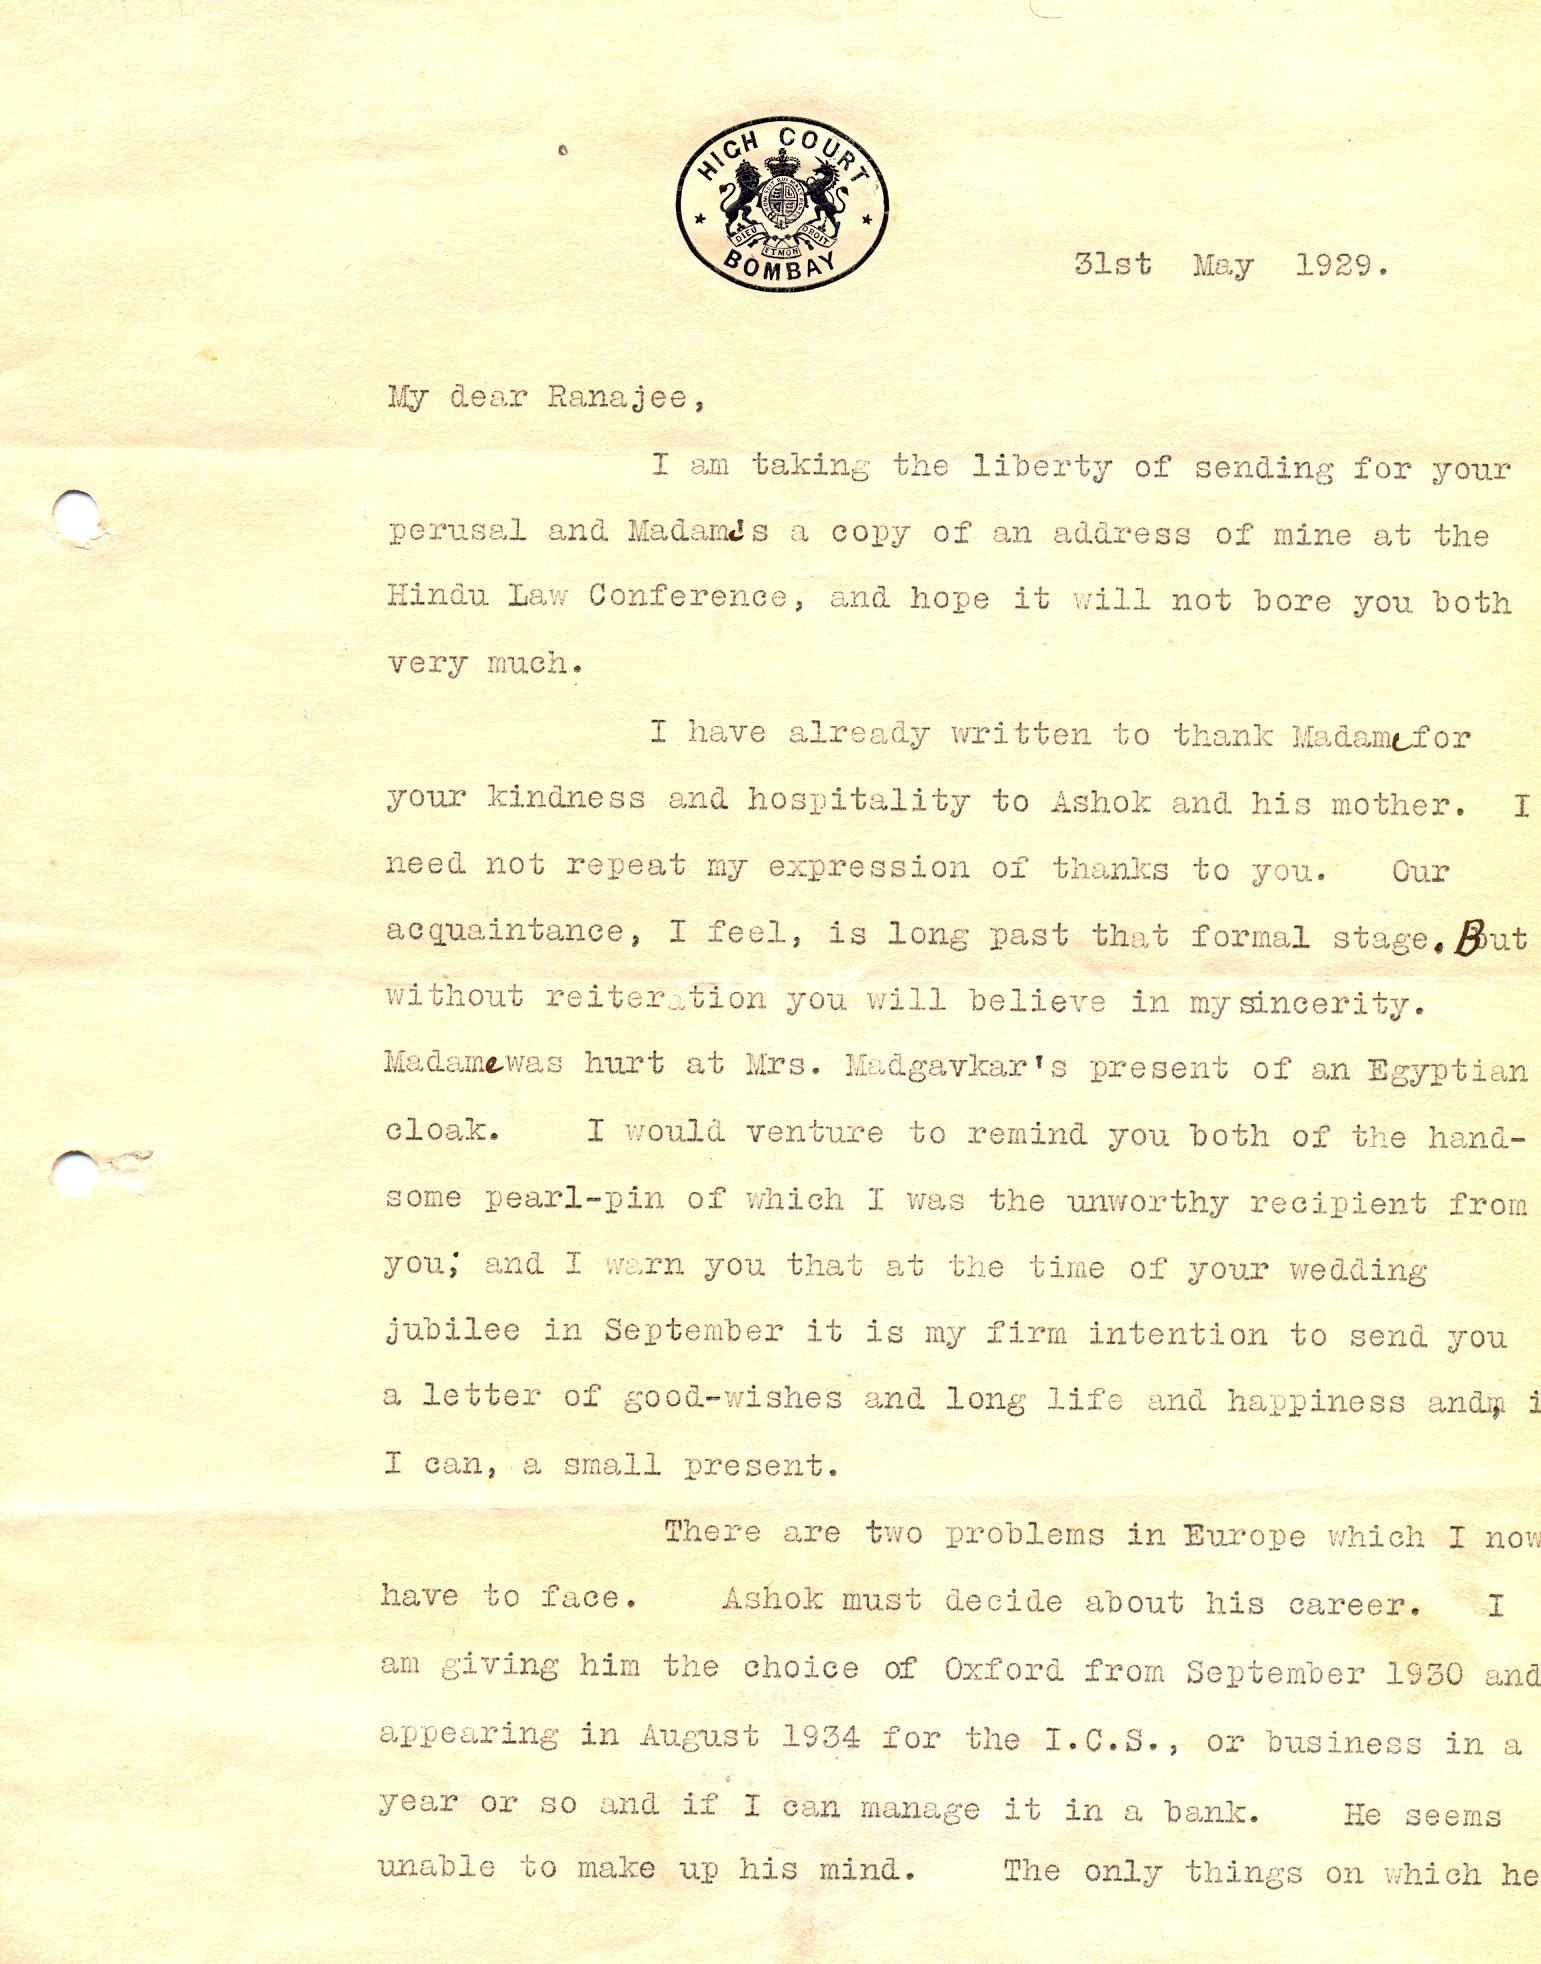 HIGH COURT
HONI SOIT QUI MAL Y PENSE
DIEU ET MON DROIT
BOMBAY
31st May 1929.
My dear Ranajee,
I am taking the liberty of sending for your
perusal and Madame's a copy of an address of mine at the
Hindu Law Conference, and hope it will not bore you both
very much.
I have already written to thank Madame for
your kindness and hospitality to Ashok and his mother. I
need not repeat my expression of thanks to you. Our
acquaintance, I feel, is long past that formal stage. But
without reiteration you will believe in my sincerity.
Madame was hurt at Mrs. Madgavkar's present of an Egyptian
cloak. I would venture to remind you both of the hand-
some pearl-pin of which I was the unworthy recipient from
you; and I warn you that at the time of your wedding
jubilee in September it is my firm intention to send you
a letter of good-wishes and long life and happiness and, i
I can, a small present.
There are two problems in Europe which I now
have to face. Ashok must decide about his career. I
am giving him the choice of Oxford from September 1930 and
appearing in August 1934 for the I.C.S., or business in a
year or so and if I can manage it in a bank. He seems
unable to make up his mind. The only things on which he